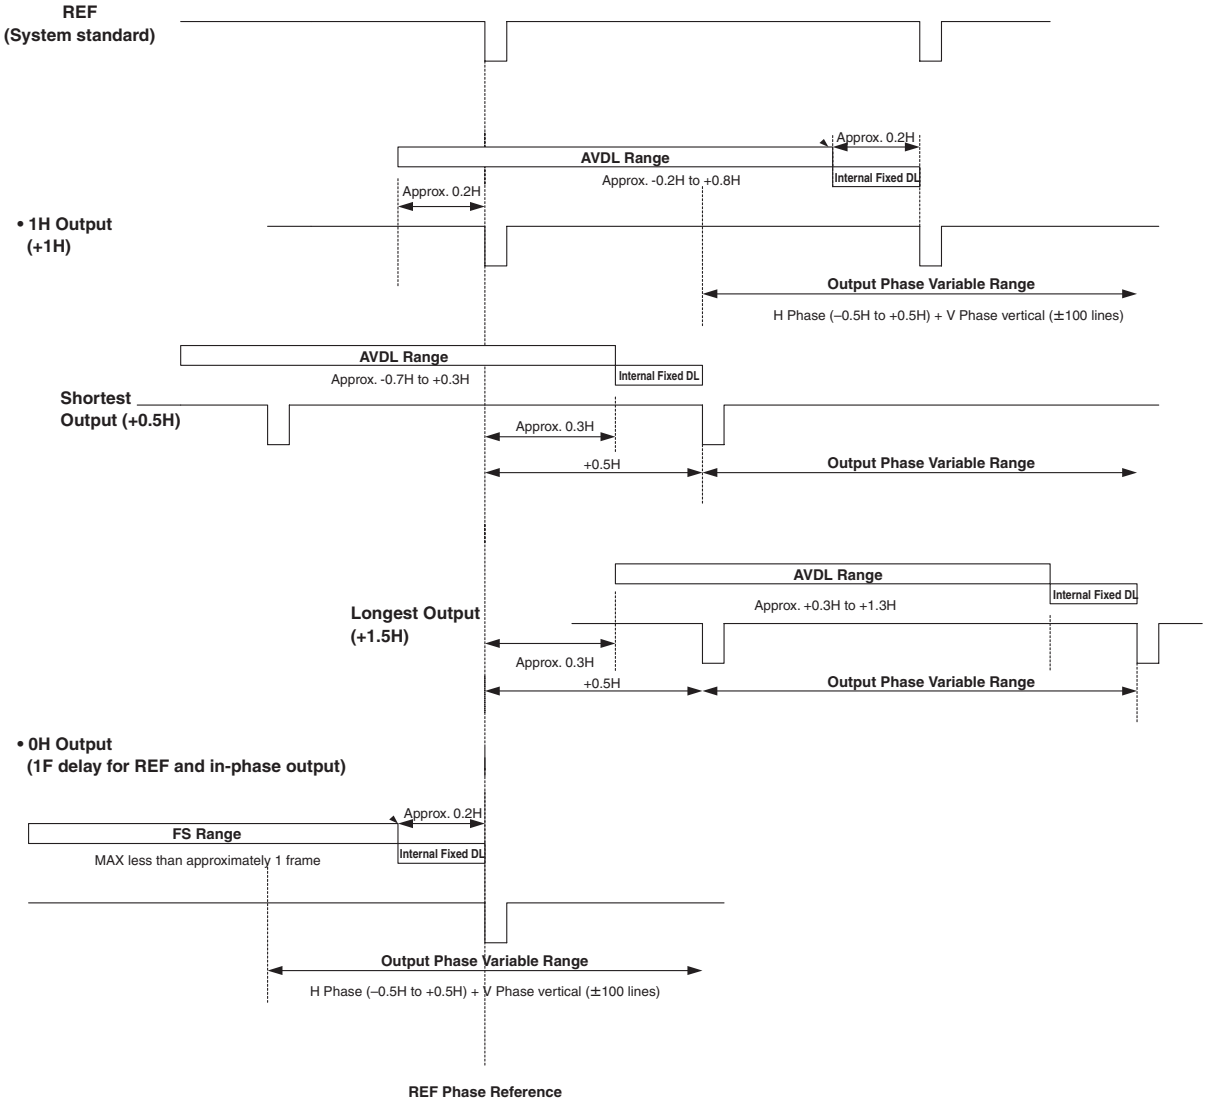 REF
(System standard)
Approx. 0.2H
AVDL Range
Internal Fixed DL
Approx. -0.2H to +0.8H
Approx. 0.2H
• 1H Output
(+1H)
Output Phase Variable Range
H Phase (–0.5H to +0.5H) + V Phase vertical (±100 lines)
AVDL Range
Internal Fixed DL
Approx. -0.7H to +0.3H
Shortest
Output (+0.5H)
Approx. 0.3H
+0.5H
Output Phase Variable Range
AVDL Range
Internal Fixed DL
Approx. +0.3H to +1.3H
Longest Output
(+1.5H)
Approx. 0.3H
+0.5H
Output Phase Variable Range
• 0H Output
(1F delay for REF and in-phase output)
Approx. 0.2H
FS Range
Internal Fixed DL
MAX less than approximately 1 frame
Output Phase Variable Range
H Phase (–0.5H to +0.5H) + V Phase vertical (±100 lines)
REF Phase Reference